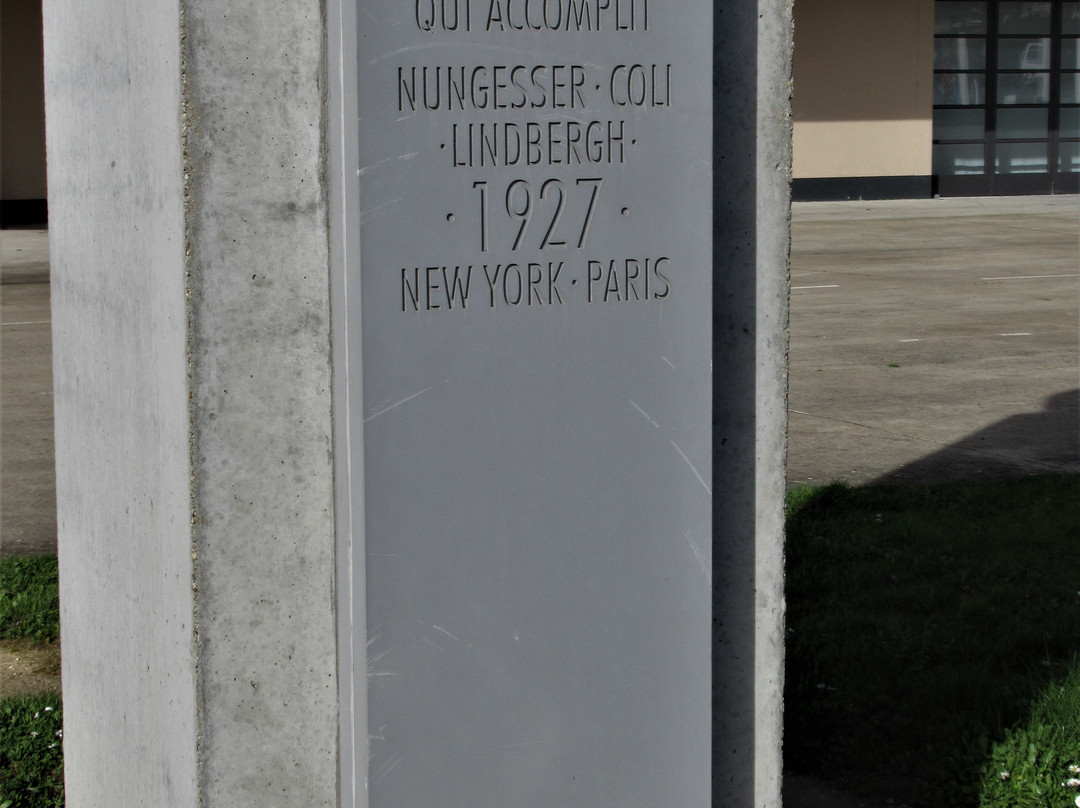 QUI ACCOMPLIT
NUNGESSER · COLI
· LINDBERGH ·
· 1927 ·
NEW YORK · PARIS